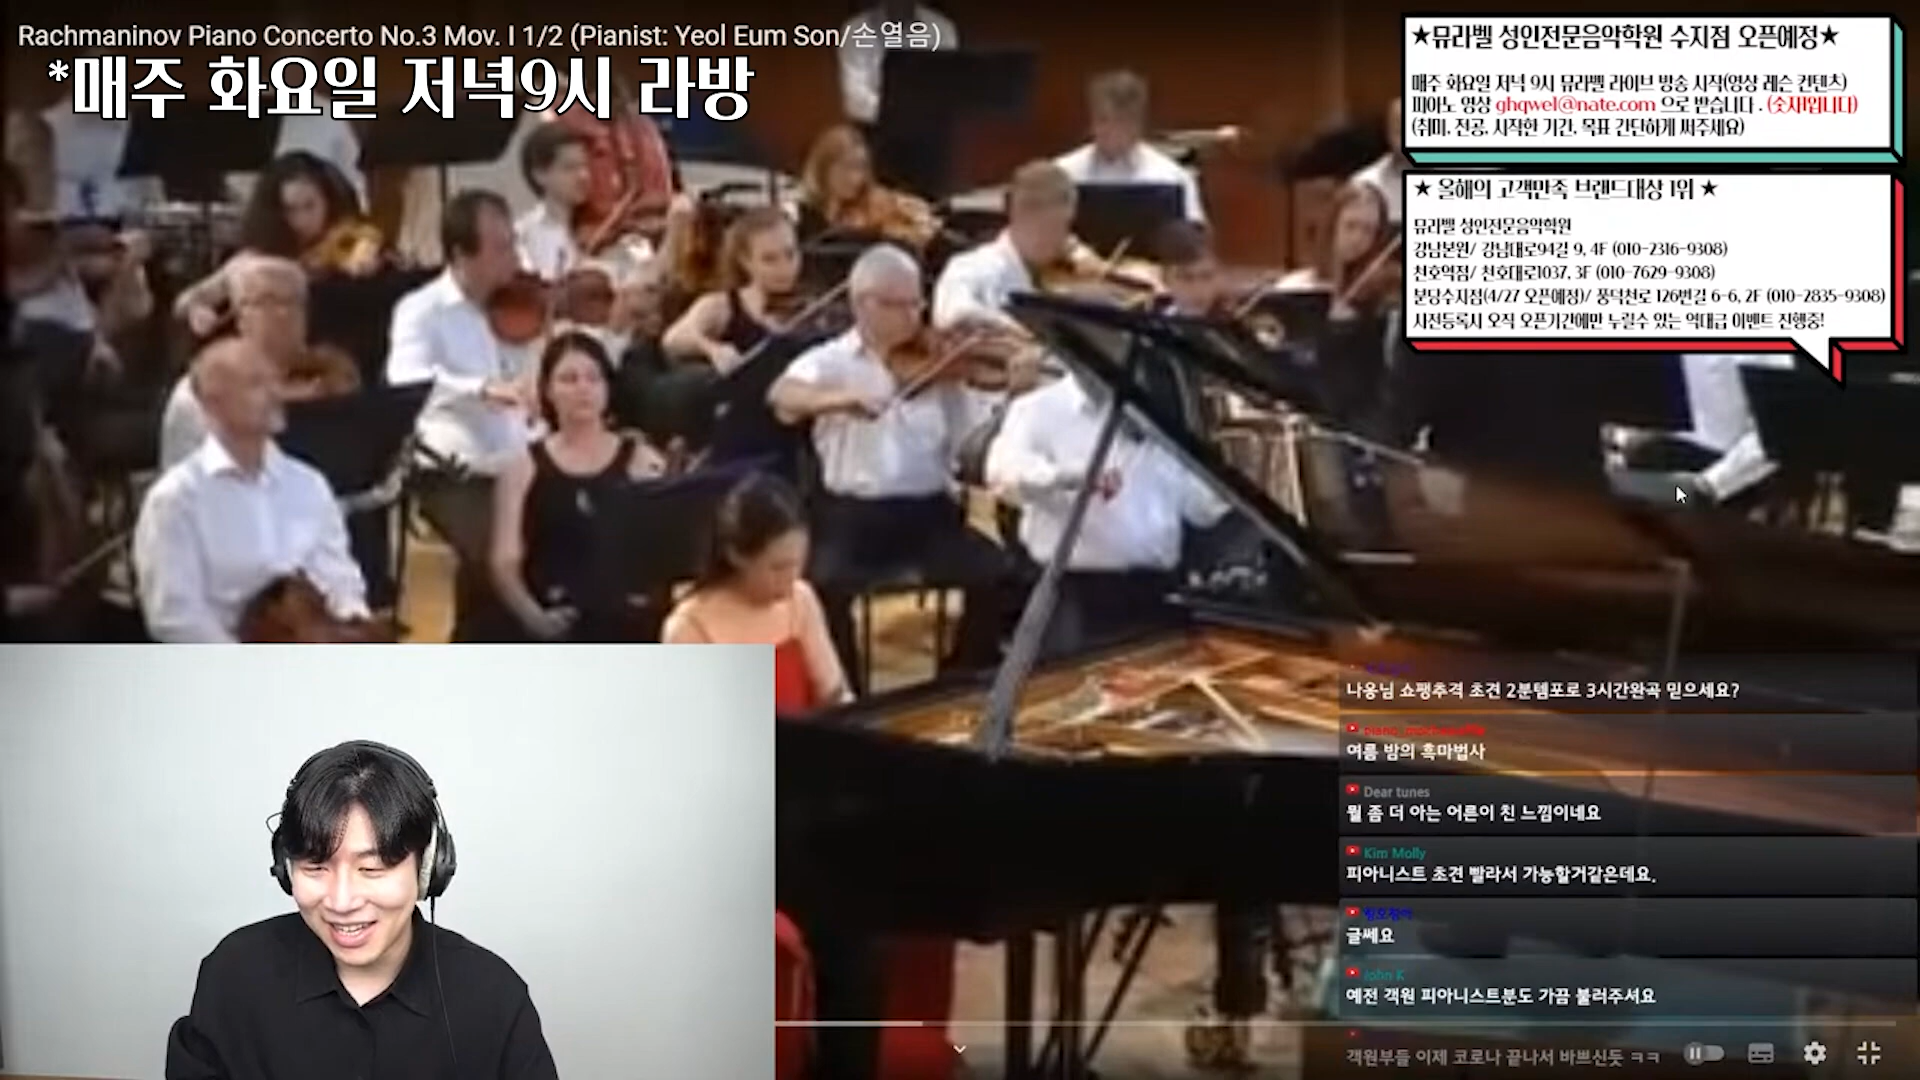 Rachmaninov Piano Concerto No.3 Mov. I 1/2 (Pianist: Yeol Eum Son/손열음)
*매주 화요일 저녁9시 라방
★뮤라벨 성인전문음악학원 수지점 오픈예정★
매주 화요일 저녁 9시 뮤라벨 라이브 방송 시작(영상 레슨 컨텐츠)
피아노 영상 ghqwel@nate.com 으로 받습니다 . (숫자1입니다)
(취미, 전공, 시작한 기간, 목표 간단하게 써주세요)
★ 올해의 고객만족 브랜드대상 1위 ★
뮤라벨 성인전문음악학원
강남본원/ 강남대로94길 9, 4F (010-2316-9308)
천호역점/ 천호대로1037, 3F (010-7629-9308)
분당수지점(4/27 오픈예정)/ 풍덕천로 126번길 6-6, 2F (010-2835-9308)
사전등록시 오직 오픈기간에만 누릴수 있는 역대급 이벤트 진행중!
나웅님 쇼팽추격 초견 2분템포로 3시간완곡 믿으세요?
여름 밤의 흑마법사
Dear tunes
뭘 좀 더 아는 어른이 친 느낌이네요
Kim Molly
피아니스트 초견 빨라서 가능할거같은데요.
글쎄요
John K
예전 객원 피아니스트분도 가끔 불러주셔요
객원부들 이제 코로나 끝나서 바쁘신듯 ㅋㅋ